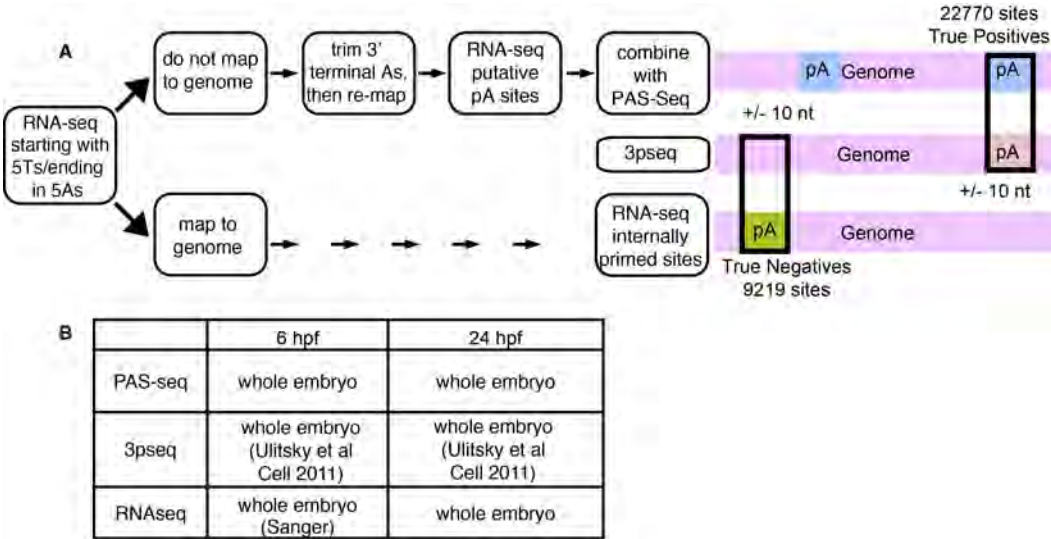 A
RNA-seq
starting with
5Ts/ending
in 5As
do not map
to genome
trim 3'
terminal As,
then re-map
RNA-seq
putative
pA sites
combine
with
PAS-Seq
22770 sites
True Positives
pA Genome pA
+/- 10 nt
3pseq
Genome pA
+/- 10 nt
map to
genome
RNA-seq
internally
primed sites
pA Genome
True Negatives
9219 sites
B
6 hpf 24 hpf
PAS-seq whole embryo whole embryo
3pseq
whole embryo
(Ulitsky et al
Cell 2011)
whole embryo
(Ulitsky et al
Cell 2011)
RNAseq
whole embryo
(Sanger)
whole embryo